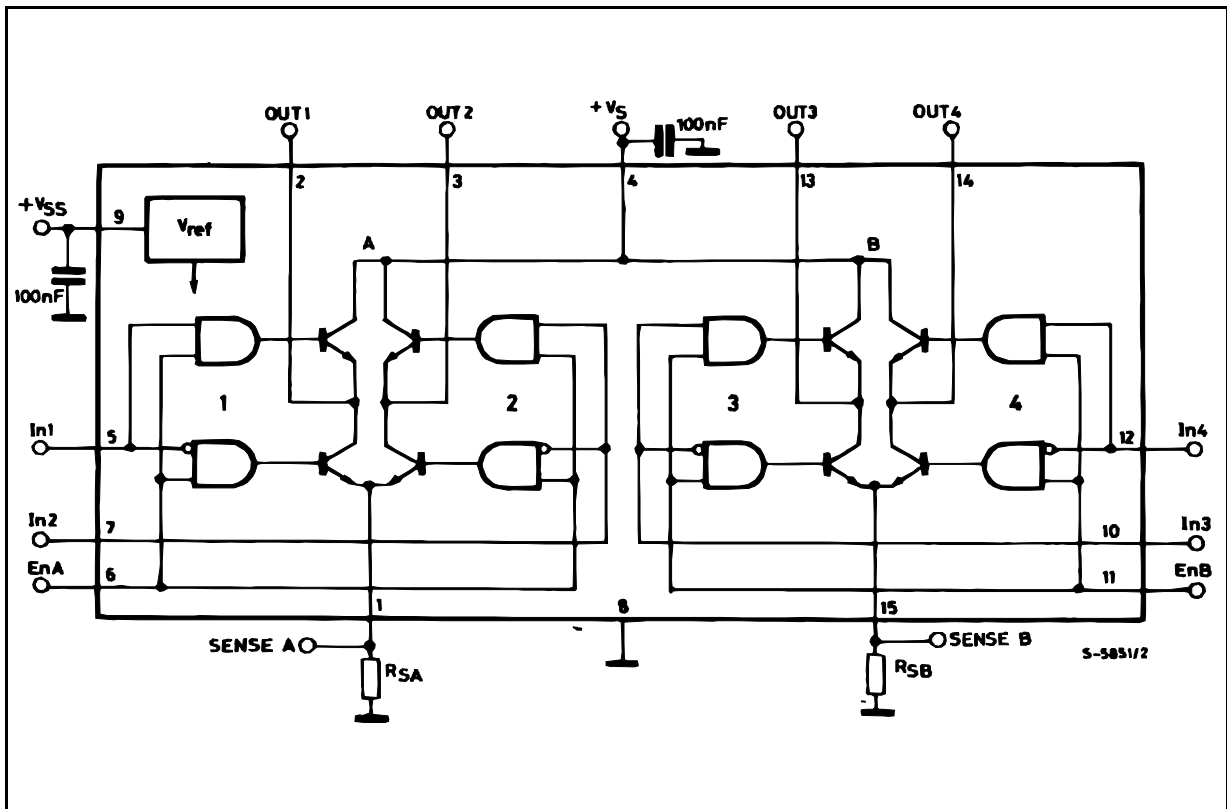 OUT1
OUT2
+VS
100nF
OUT3
OUT4
2
3
4
13
14
+VSS
9
Vref
A
B
100nF
1
2
3
4
In1
5
12
In4
In2
7
10
In3
EnA
6
11
EnB
1
8
15
SENSE A
SENSE B
S-5851/2
RSA
RSB